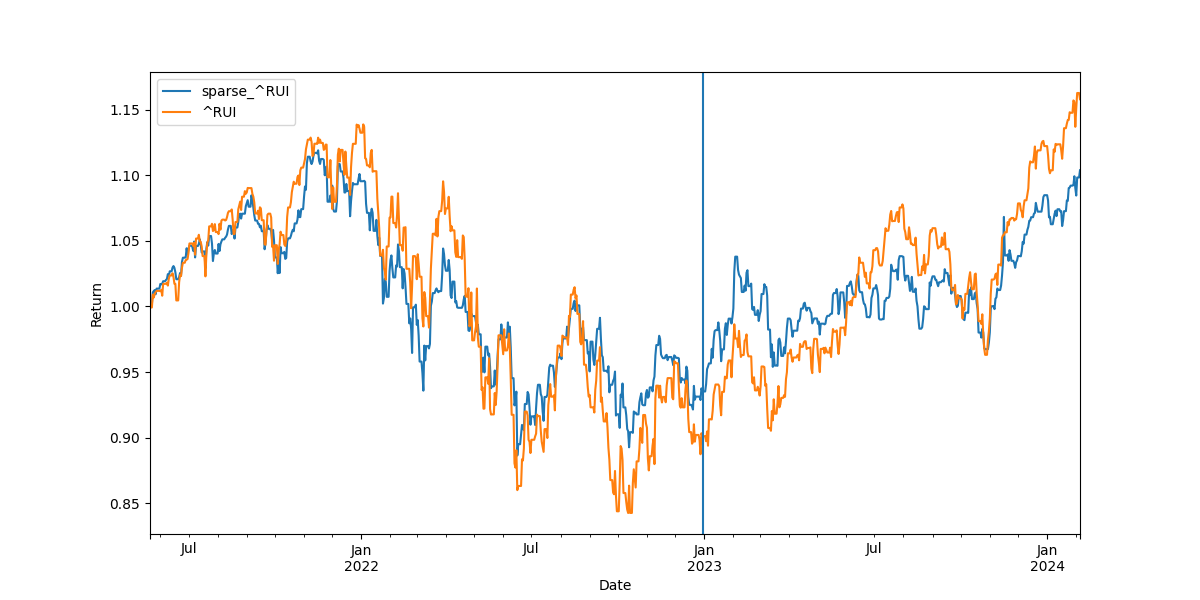 sparse_^RUI
^RUI
Return
1.15
1.10
1.05
1.00
0.95
0.90
0.85
Jul
Jan
2022
Jul
Jan
2023
Jul
Jan
2024
Date